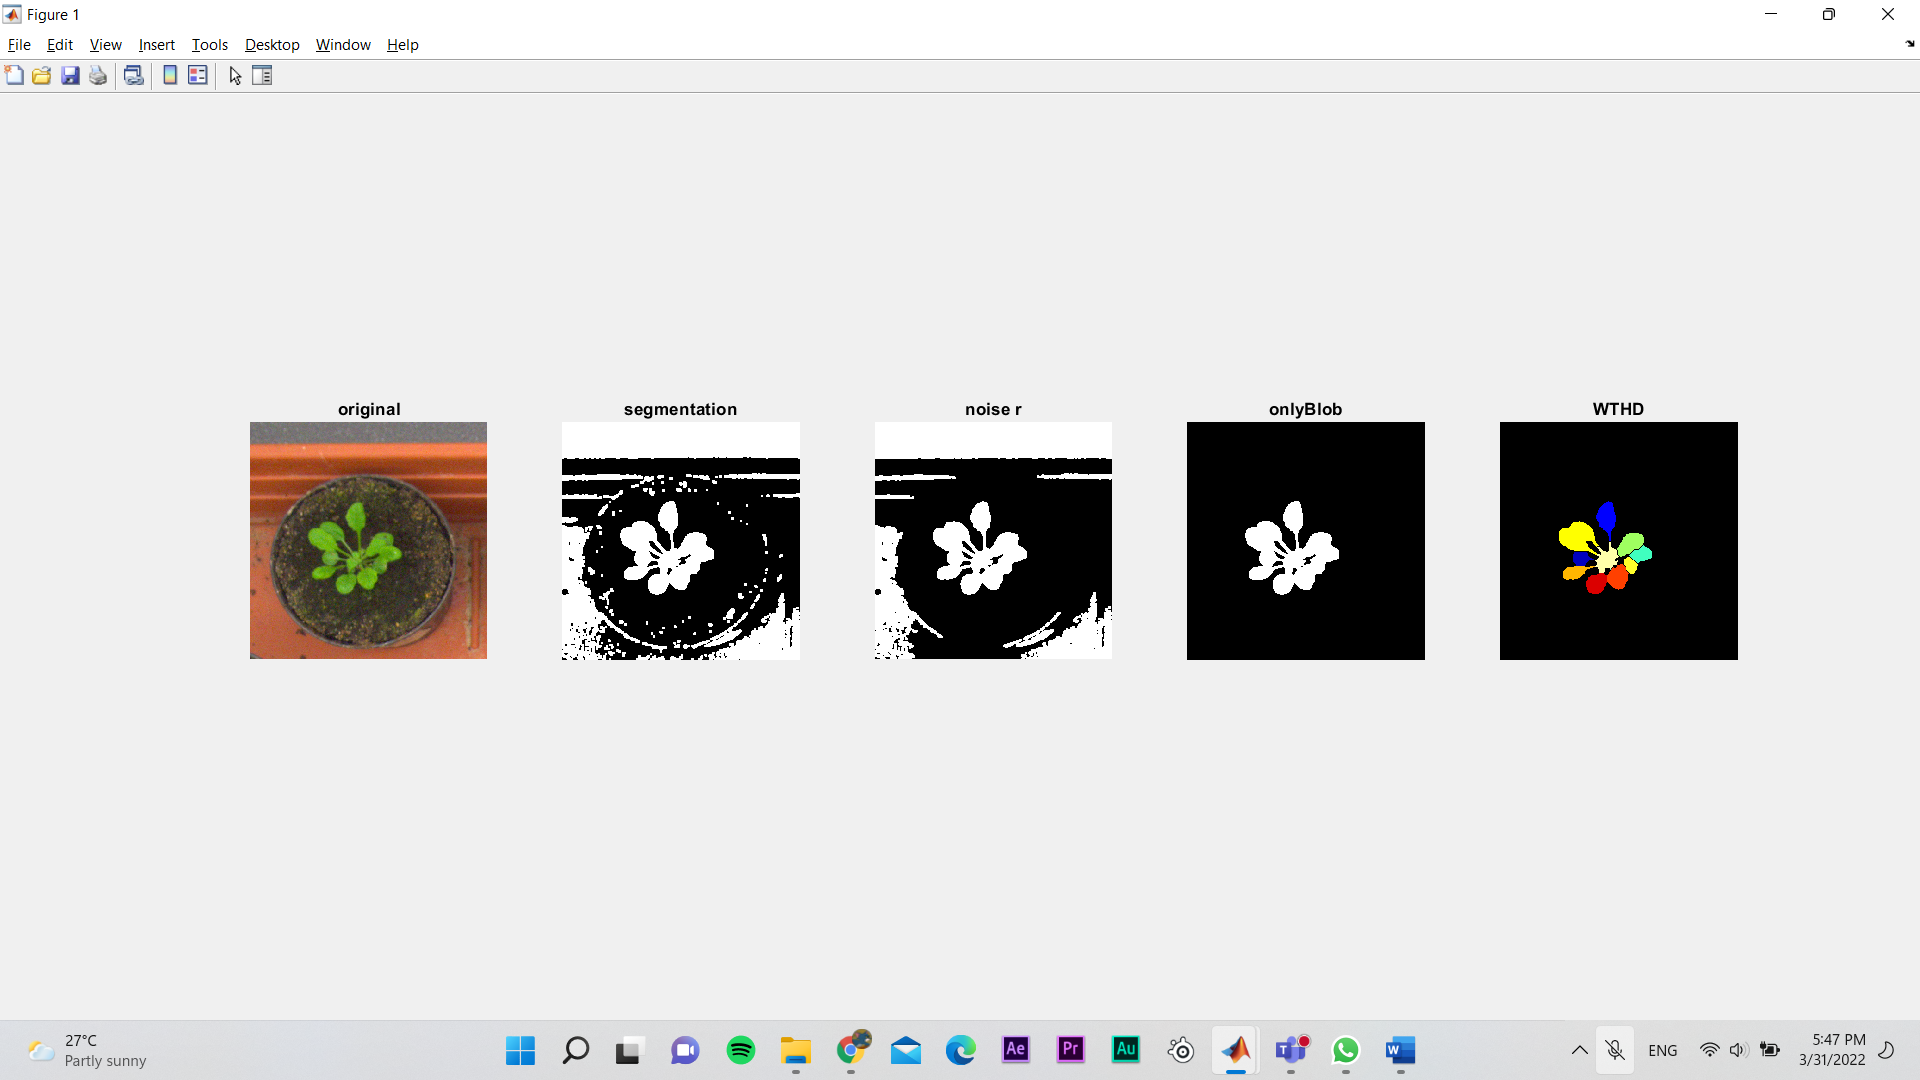 Figure 1
File Edit View Insert Tools Desktop Window Help
original segmentation noise r onlyBlob WTHD
27°C
Partly sunny
Ae Pr Au
ENG
5:47 PM
3/31/2022